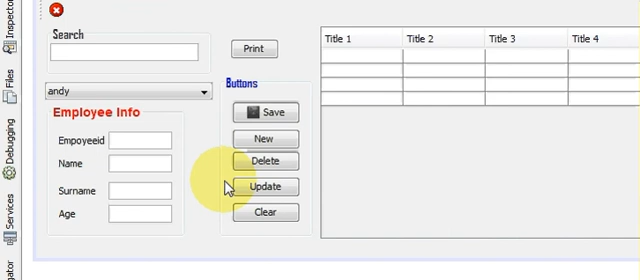 Inspector
Files
Debugging
Services
gator
Search
Print
andy
Employee Info
Empoyeeid
Name
Surname
Age
Buttons
Save
New
Delete
Update
Clear
Title 1 Title 2 Title 3 Title 4